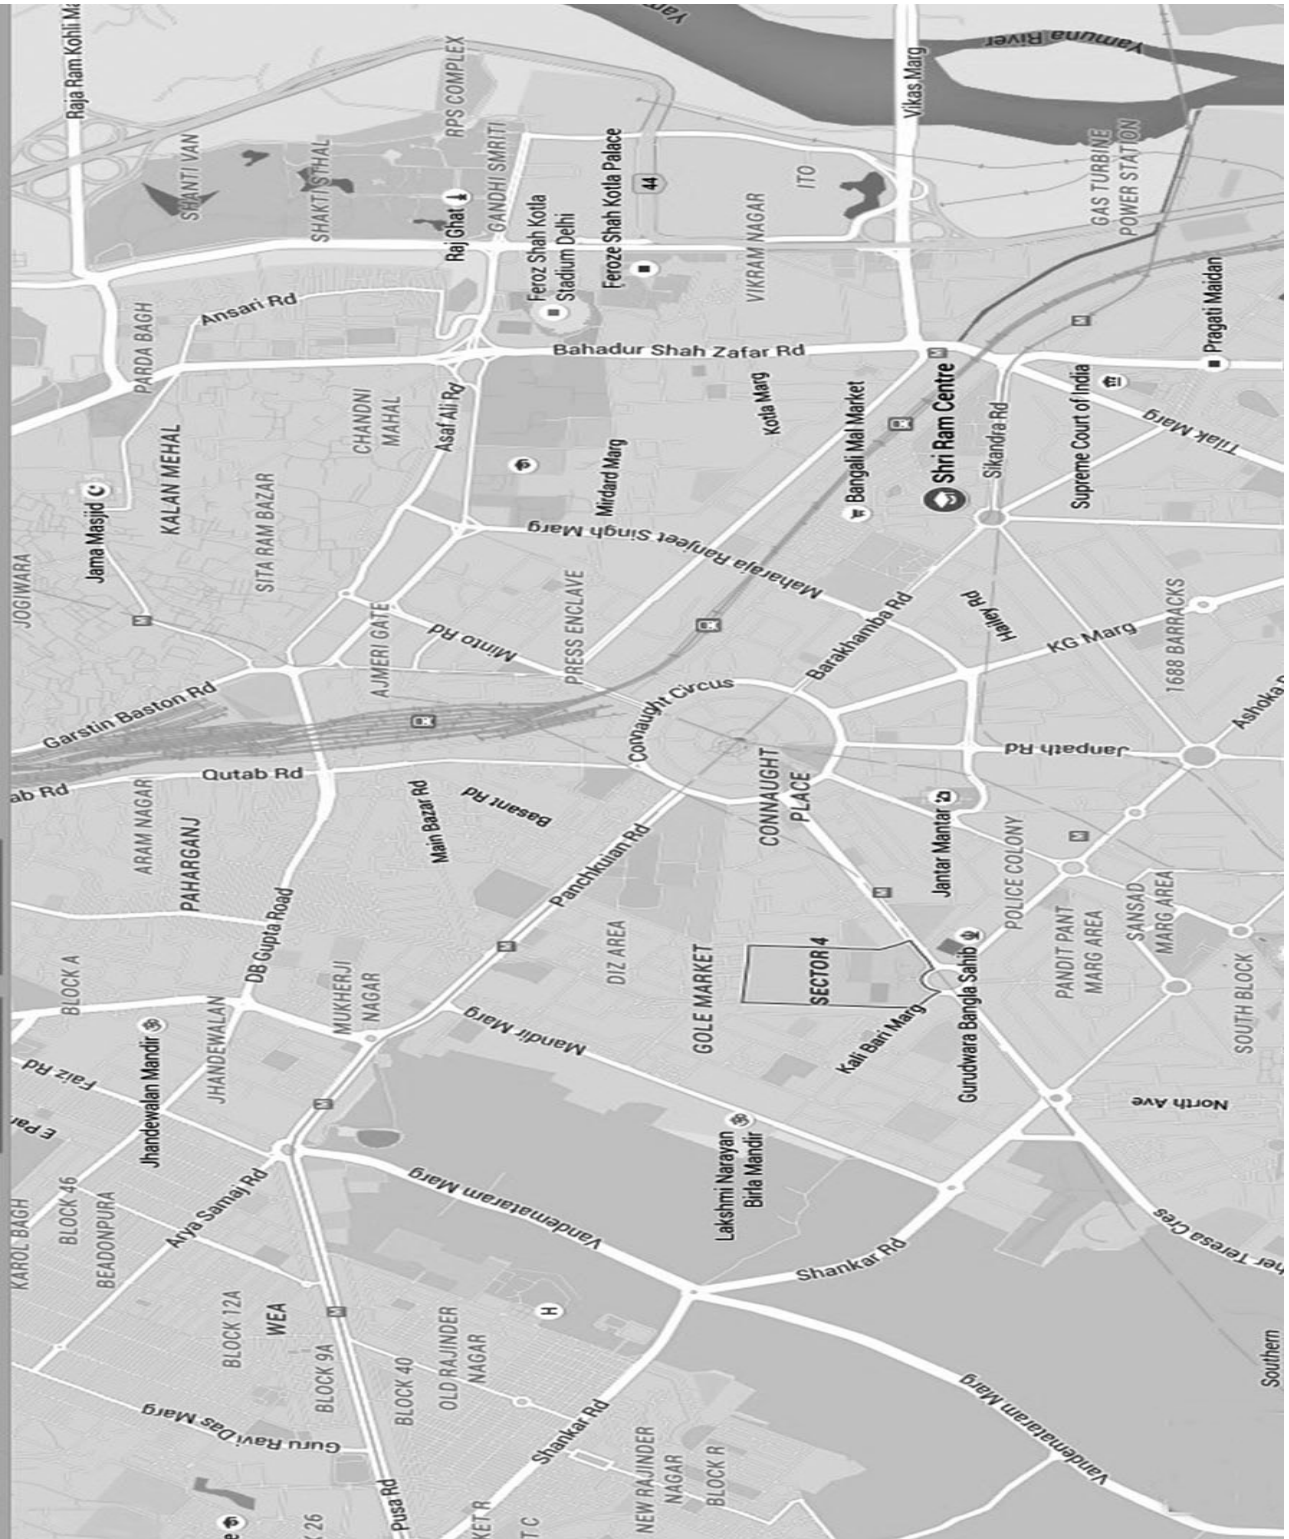 Raja Ram Kohli Ma
Yam
Yamuna River
Vikas Marg
RPS COMPLEX
SHANTI VAN
SHAKTI STHAL
GANDHI SMRITI
Raj Ghat
Feroz Shah Kotla
Stadium Delhi
Feroze Shah Kotla Palace
44
VIKRAM NAGAR
ITO
GAS TURBINE
POWER STATION
Ansari Rd
PARDA BAGH
Bahadur Shah Zafar Rd
Pragati Maidan
CHANDNI
MAHAL
Asaf Ali Rd
Kotla Marg
Bangali Mal Market
Shri Ram Centre
Sikandra Rd
Supreme Court of India
Tilak Marg
KALAN MEHAL
Jama Masjid
SITA RAM BAZAR
Mirdard Marg
Maharaja Ranjeet Singh Marg
JOGIWARA
AJMERI GATE
Minto Rd
PRESS ENCLAVE
Barakhamba Rd
Hailey Rd
KG Marg
1688 BARRACKS
Garstin Baston Rd
Connaught Circus
Janpath Rd
Ashoka
ab Rd
Qutab Rd
ARAM NAGAR
PAHARGANJ
Main Bazar Rd
Basant Rd
Panchkuian Rd
CONNAUGHT
PLACE
Jantar Mantar
POLICE COLONY
SANSAD
MARG AREA
PANDIT PANT
MARG AREA
DB Gupta Road
BLOCK A
MUKHERJI
NAGAR
DIZ AREA
GOLE MARKET
SECTOR 4
Kali Bari Marg
Gurudwara Bangla Sahib
SOUTH BLOCK
JHANDEWALAN
Jhandewalan Mandir
Faiz Rd
E Par
Mandir Marg
North Ave
Lakshmi Narayan
Birla Mandir
KAROL BAGH
BLOCK 46
BEADONPURA
Arya Samaj Rd
Vandemataram Marg
Shankar Rd
her Teresa Cres
BLOCK 12A
WEA
BLOCK 9A
BLOCK 40
OLD RAJINDER
NAGAR
H
Guru Ravi Das Marg
Pusa Rd
Shankar Rd
NEW RAJINDER
NAGAR
BLOCK R
Vandemataram Marg
Southern
26
KET R
T C
e